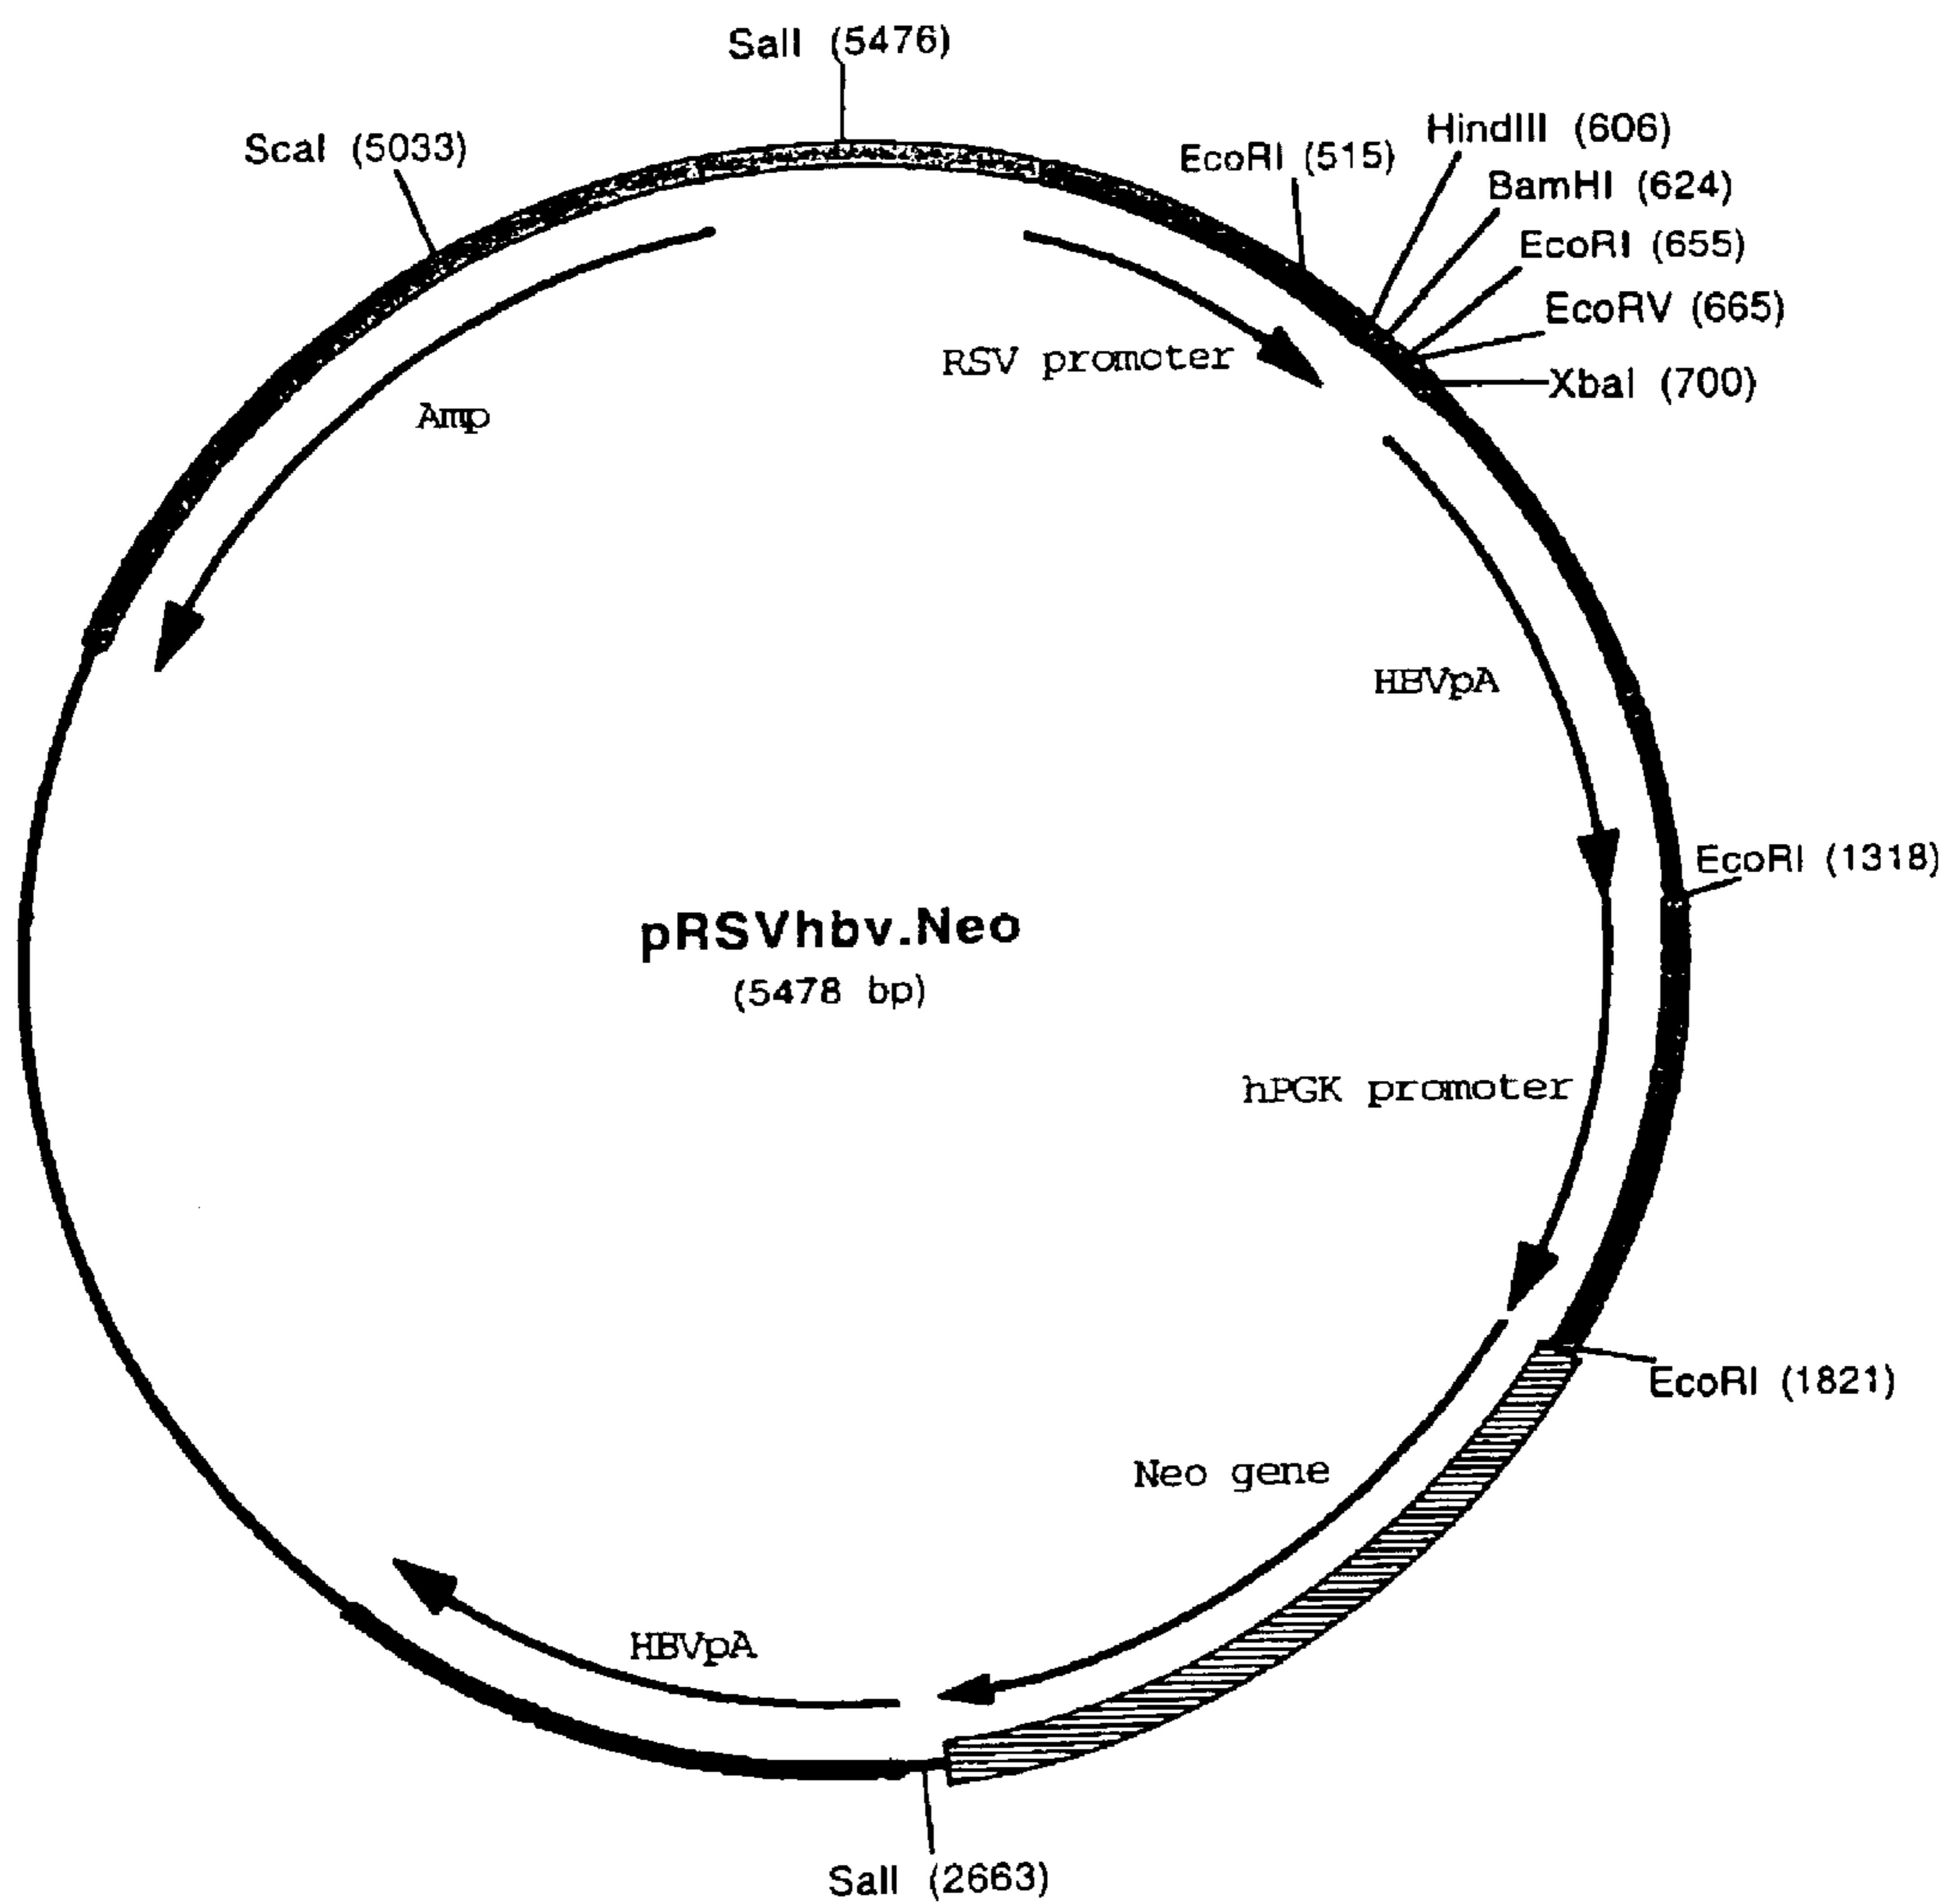 SalI (5476)
ScaI (5033)
EcoRI (515)
HindIII (606)
BamHI (624)
EcoRI (655)
EcoRV (665)
XbaI (700)
RSV promoter
Amp
HBVpA
EcoRI (1318)
pRSVhbv.Neo
(5478 bp)
hPGK promoter
EcoRI (1821)
Neo gene
HBVpA
SalI (2663)